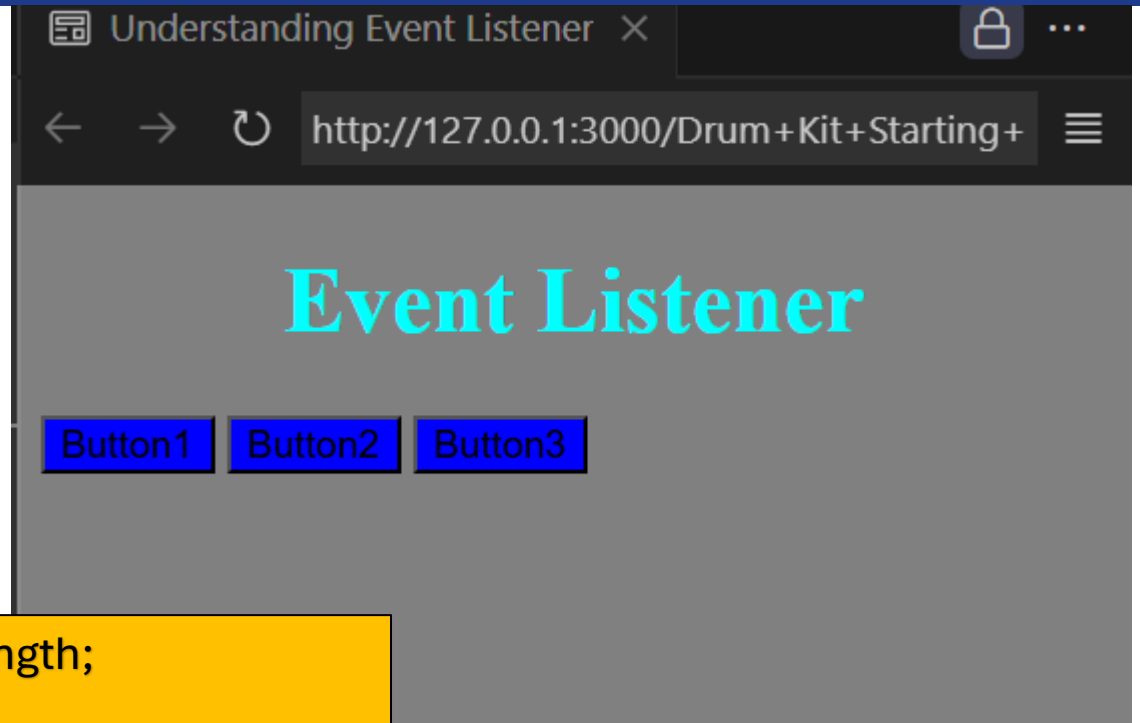 Understanding Event Listener
http://127.0.0.1:3000/Drum+Kit+Starting+
Event Listener
Button1 Button2 Button3
ngth;